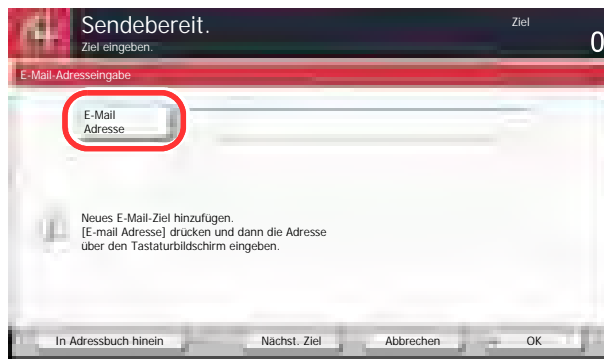 Sendebereit.
Ziel eingeben.
Ziel
0
E-Mail-Adresseingabe
E-Mail
Adresse
Neues E-Mail-Ziel hinzufügen.
[E-mail Adresse] drücken und dann die Adresse
über den Tastaturbildschirm eingeben.
In Adressbuch hinein
Nächst. Ziel
Abbrechen
OK